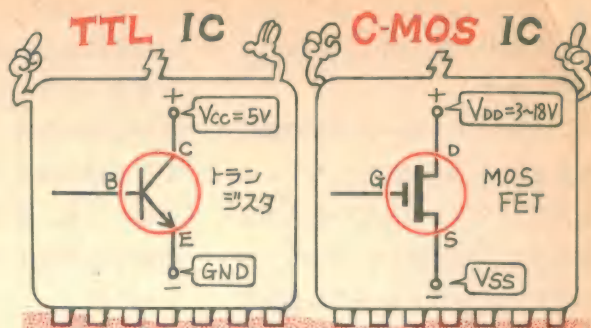 TTL IC
+
Vcc=5V
C
B
トラン
ジスタ
E
GND
−
C-MOS IC
+
VDD=3~18V
D
G
MOS
FET
S
VSS
−